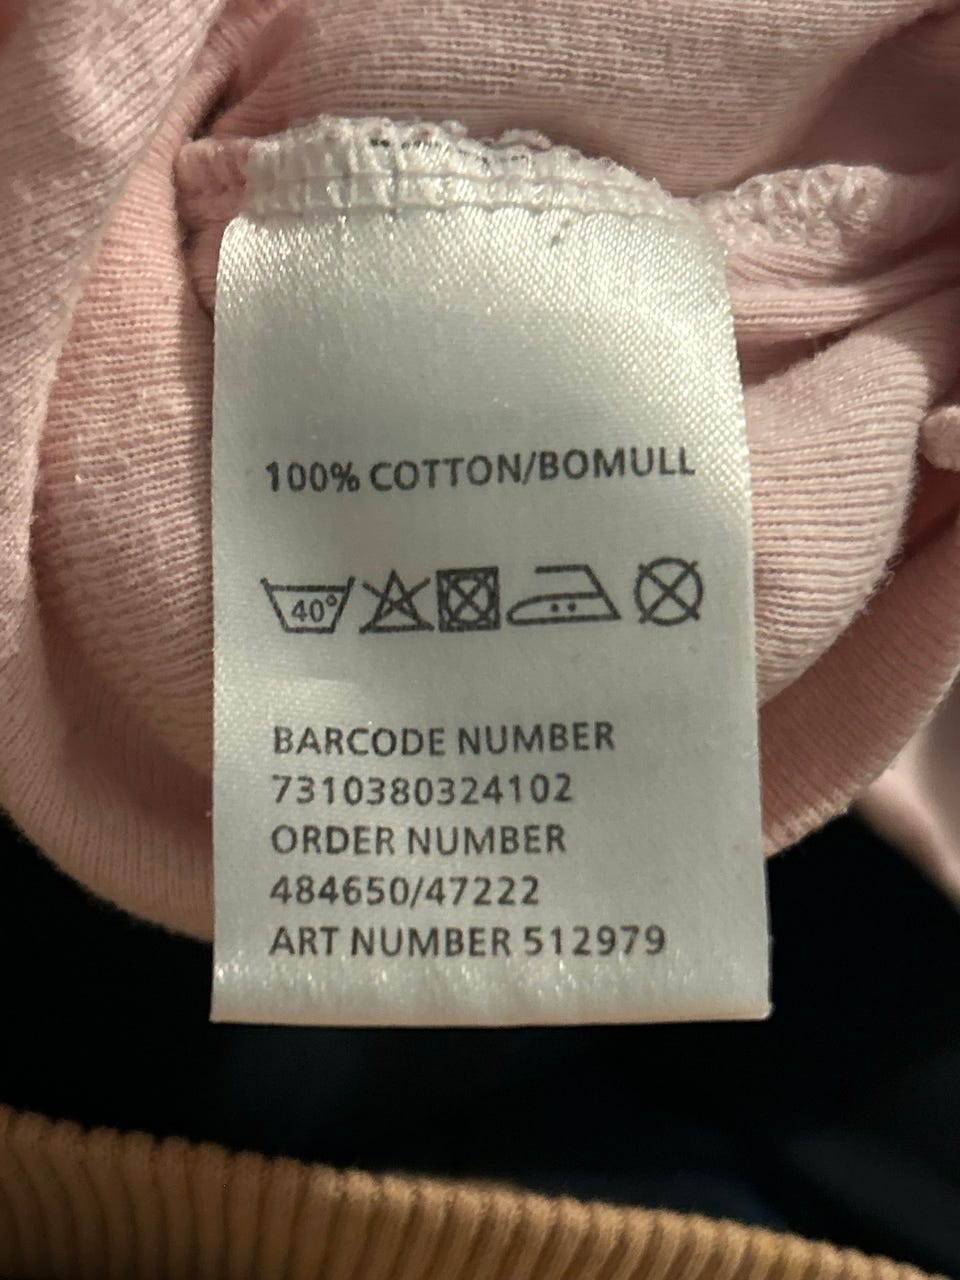 100% COTTON/BOMULL
40°
BARCODE NUMBER
7310380324102
ORDER NUMBER
484650/47222
ART NUMBER 512979